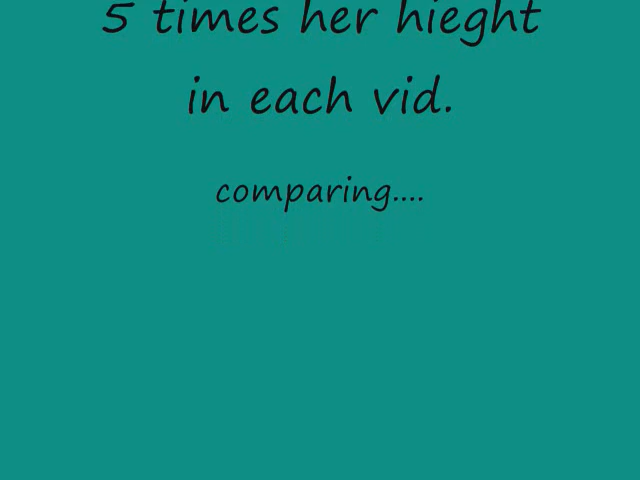 5 times her hieght
in each vid.
comparing....